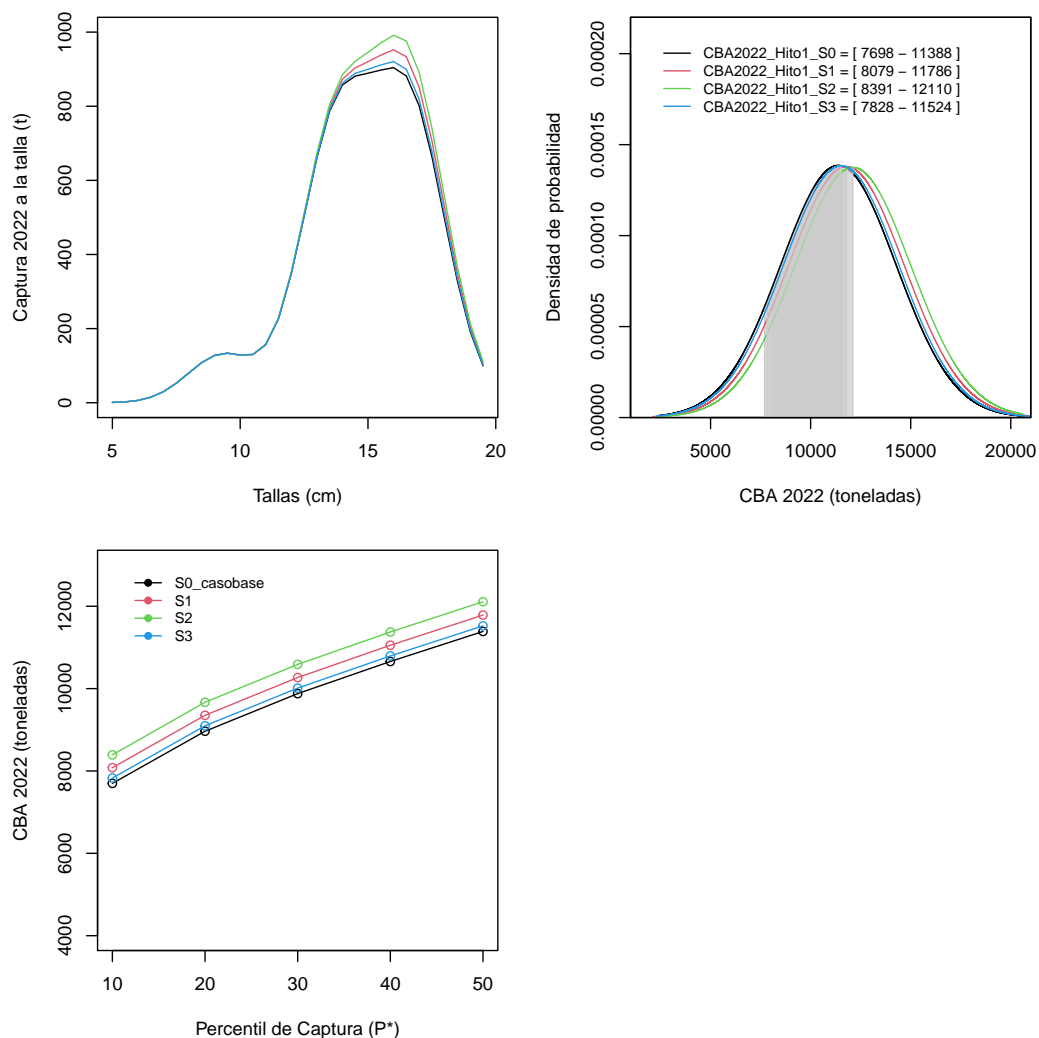 Captura 2022 a la talla (t)
0
200
400
600
800
1000
5
10
15
20
Tallas (cm)
Densidad de probabilidad
0.00000
0.00005
0.00010
0.00015
0.00020
CBA2022_Hito1_S0 = [ 7698 − 11388 ]
CBA2022_Hito1_S1 = [ 8079 − 11786 ]
CBA2022_Hito1_S2 = [ 8391 − 12110 ]
CBA2022_Hito1_S3 = [ 7828 − 11524 ]
5000
10000
15000
20000
CBA 2022 (toneladas)
CBA 2022 (toneladas)
4000
6000
8000
10000
12000
S0_casobase
S1
S2
S3
10
20
30
40
50
Percentil de Captura (P*)